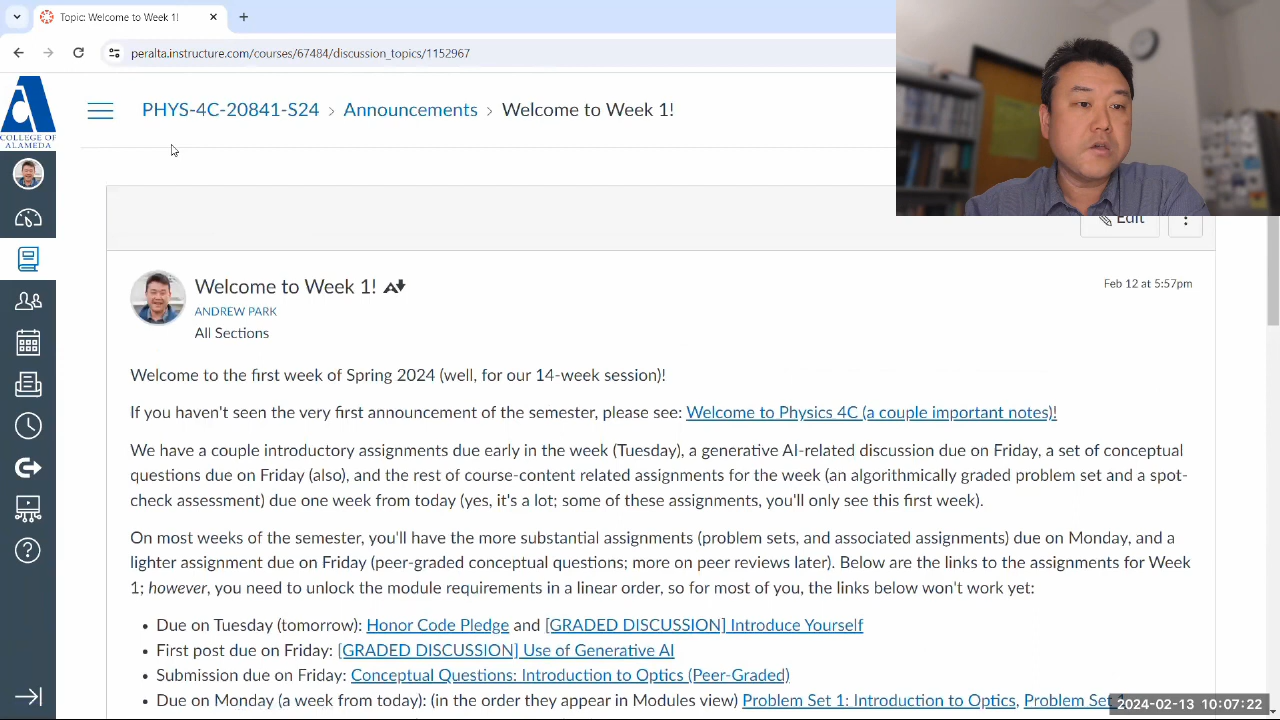 Topic: Welcome to Week 1!
peralta.instructure.com/courses/67484/discussion_topics/1152967
COLLEGE OF
ALAMEDA
PHYS-4C-20841-S24 › Announcements › Welcome to Week 1!
Edit
Welcome to Week 1!
Feb 12 at 5:57pm
ANDREW PARK
All Sections
Welcome to the first week of Spring 2024 (well, for our 14-week session)!
If you haven't seen the very first announcement of the semester, please see: Welcome to Physics 4C (a couple important notes)!
We have a couple introductory assignments due early in the week (Tuesday), a generative AI-related discussion due on Friday, a set of conceptual
questions due on Friday (also), and the rest of course-content related assignments for the week (an algorithmically graded problem set and a spot-
check assessment) due one week from today (yes, it's a lot; some of these assignments, you'll only see this first week).
On most weeks of the semester, you'll have the more substantial assignments (problem sets, and associated assignments) due on Monday, and a
lighter assignment due on Friday (peer-graded conceptual questions; more on peer reviews later). Below are the links to the assignments for Week
1; however, you need to unlock the module requirements in a linear order, so for most of you, the links below won't work yet:
• Due on Tuesday (tomorrow): Honor Code Pledge and [GRADED DISCUSSION] Introduce Yourself
• First post due on Friday: [GRADED DISCUSSION] Use of Generative AI
• Submission due on Friday: Conceptual Questions: Introduction to Optics (Peer-Graded)
• Due on Monday (a week from today): (in the order they appear in Modules view) Problem Set 1: Introduction to Optics, Problem Set
2024-02-13 10:07:22